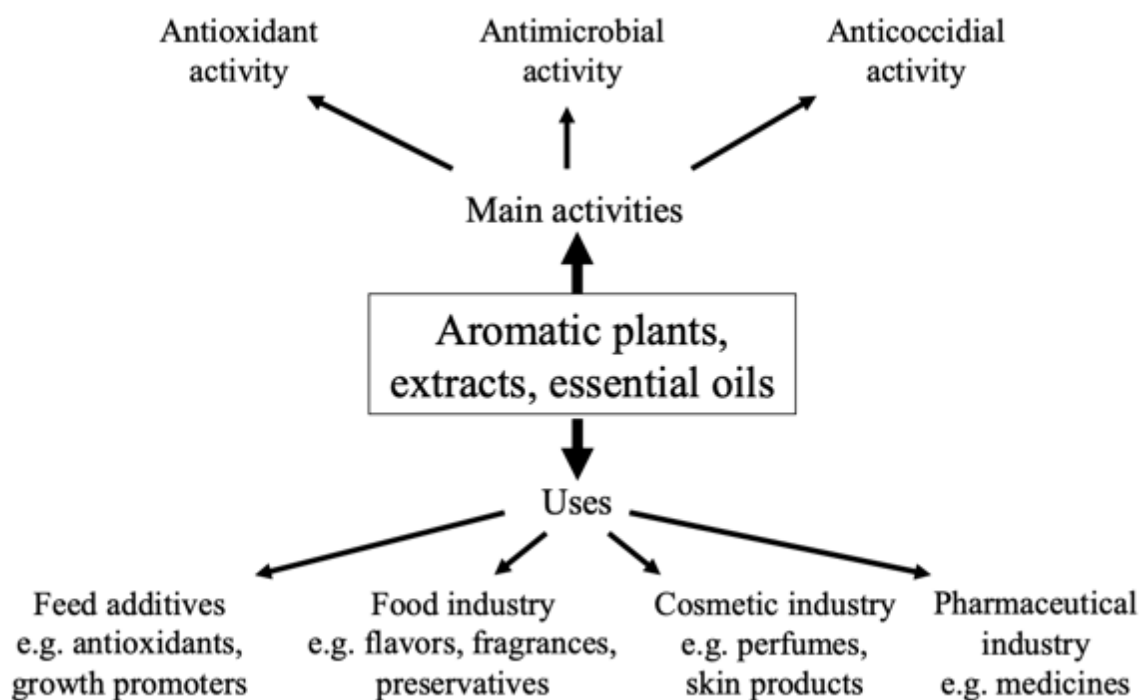 Antioxidant
activity
Antimicrobial
activity
Anticoccidial
activity
Main activities
Aromatic plants,
extracts, essential oils
Uses
Feed additives
e.g. antioxidants,
growth promoters
Food industry
e.g. flavors, fragrances,
preservatives
Cosmetic industry
e.g. perfumes,
skin products
Pharmaceutical
industry
e.g. medicines